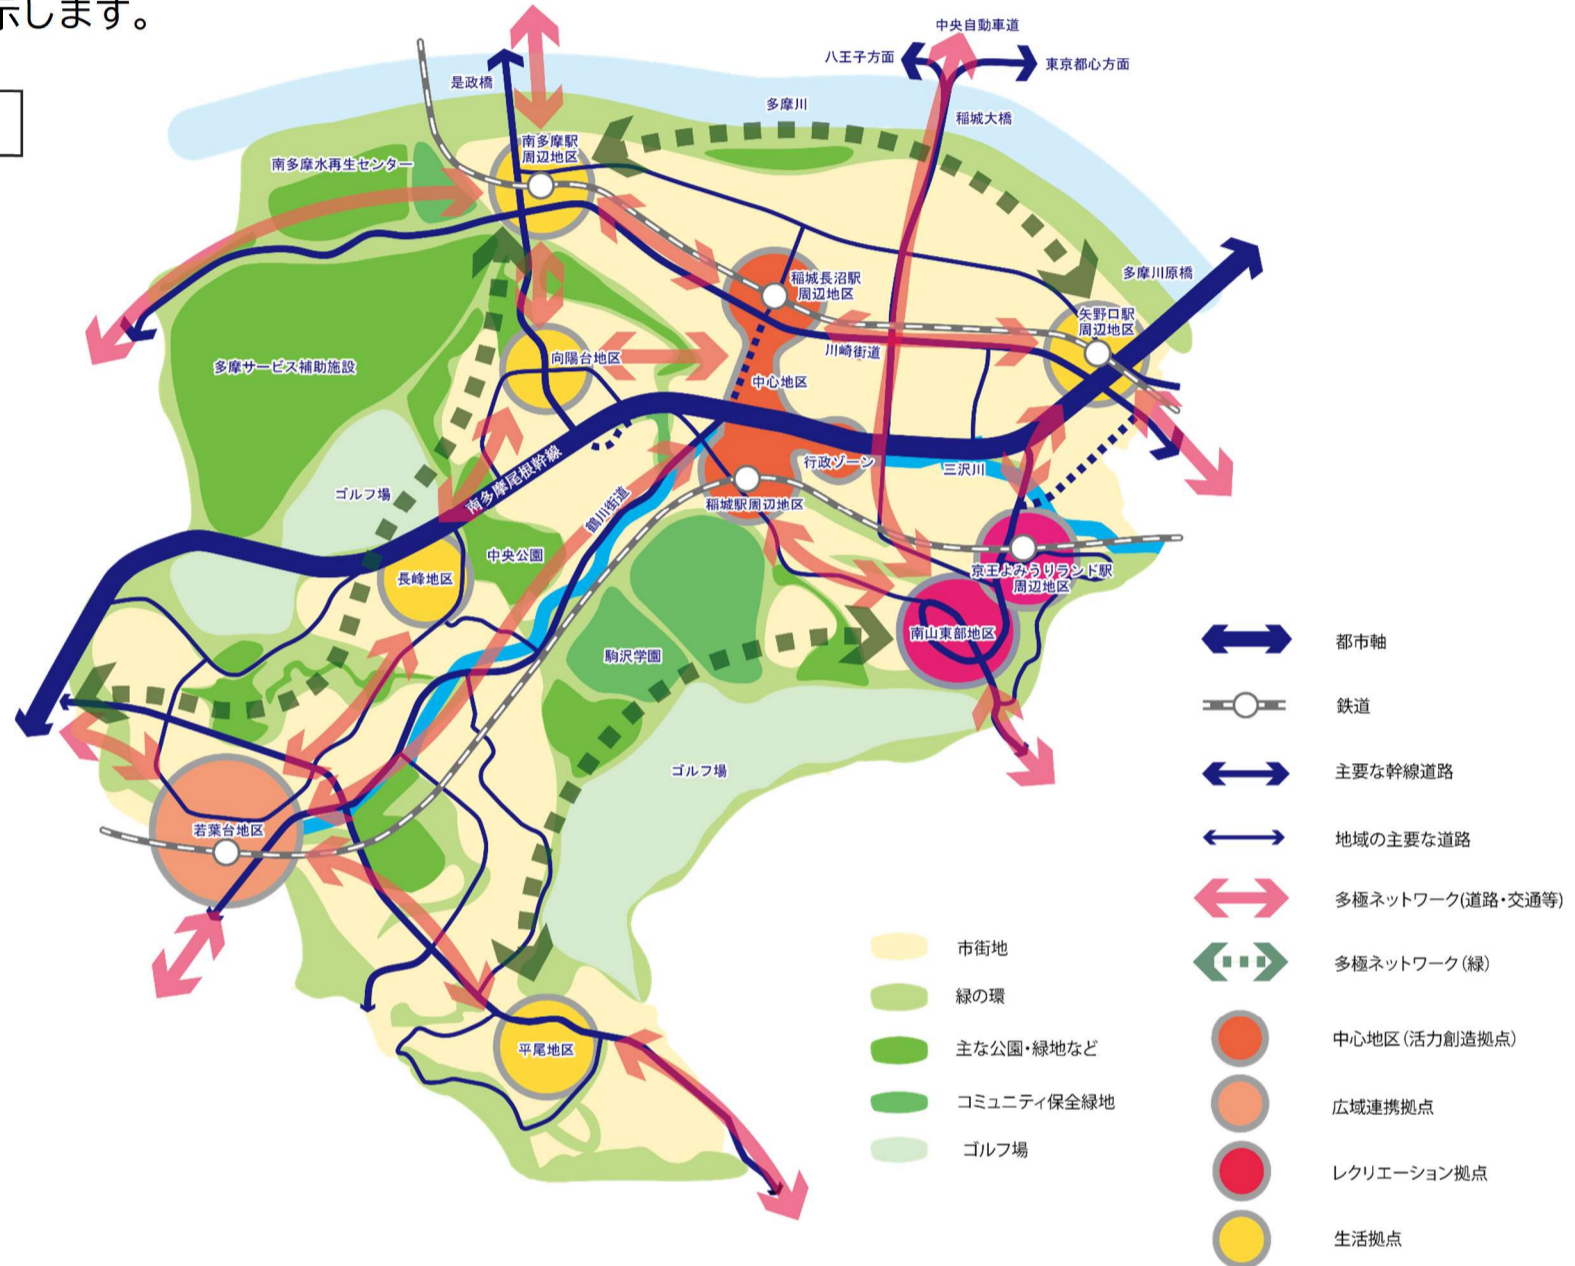 示します。
中央自動車道
八王子方面
東京都心方面
是政橋
多摩川
稲城大橋
南多摩駅
周辺地区
南多摩水再生センター
稲城長沼駅
周辺地区
多摩川原橋
矢野口駅
周辺地区
川崎街道
向陽台地区
多摩サービス補助施設
中心地区
行政ゾーン
三沢川
南多摩尾根幹線
ゴルフ場
鶴川街道
稲城駅周辺地区
中央公園
長峰地区
京王よみうりランド駅
周辺地区
南山東部地区
駒沢学園
ゴルフ場
若葉台地区
平尾地区
市街地
緑の環
主な公園・緑地など
コミュニティ保全緑地
ゴルフ場
都市軸
鉄道
主要な幹線道路
地域の主要な道路
多極ネットワーク(道路・交通等)
多極ネットワーク(緑)
中心地区(活力創造拠点)
広域連携拠点
レクリエーション拠点
生活拠点